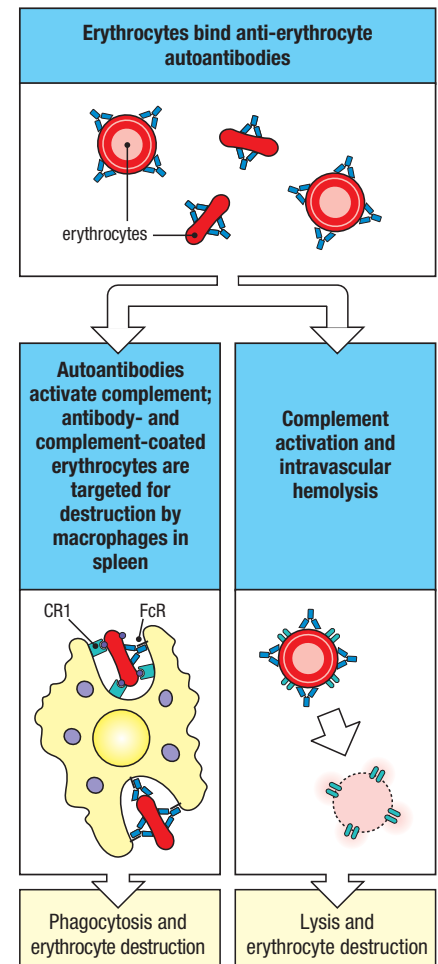 Erythrocytes bind anti-erythrocyte
autoantibodies
erythrocytes
Autoantibodies
activate complement;
antibody- and
complement-coated
erythrocytes are
targeted for
destruction by
macrophages in
spleen
Complement
activation and
intravascular
hemolysis
CR1
FcR
Phagocytosis and
erythrocyte destruction
Lysis and
erythrocyte destruction